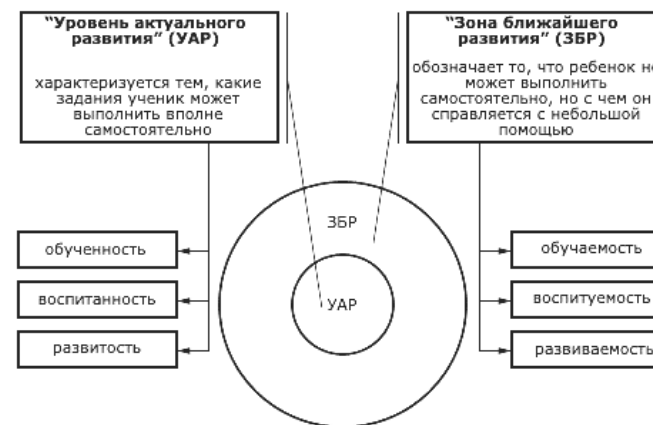 “Уровень актуального
развития” (УАР)
характеризуется тем, какие
задания ученик может
выполнить вполне
самостоятельно
“Зона ближайшего
развития” (ЗБР)
обозначает то, что ребенок не
может выполнить
самостоятельно, но с чем он
справляется с небольшой
помощью
ЗБР
УАР
обученность
воспитанность
развитость
обучаемость
воспитуемость
развиваемость